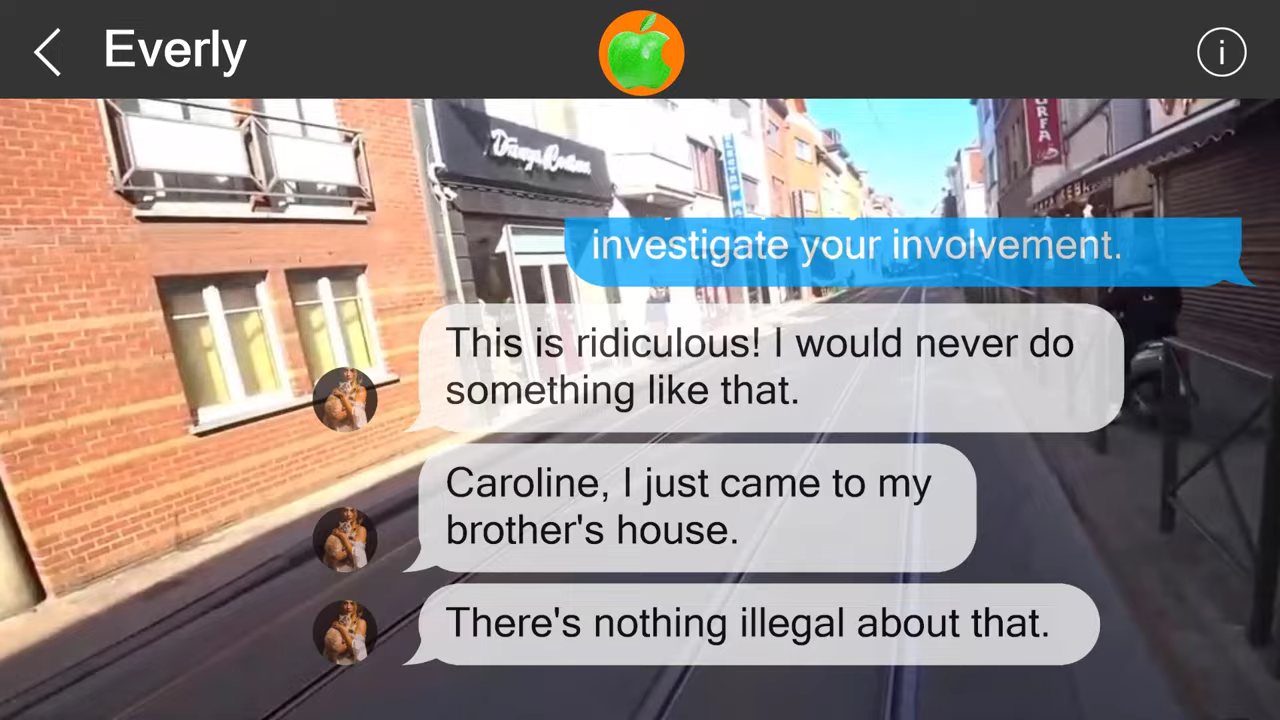 Everly
i
investigate your involvement.
This is ridiculous! I would never do
something like that.
Caroline, I just came to my
brother's house.
There's nothing illegal about that.
ELECTRO